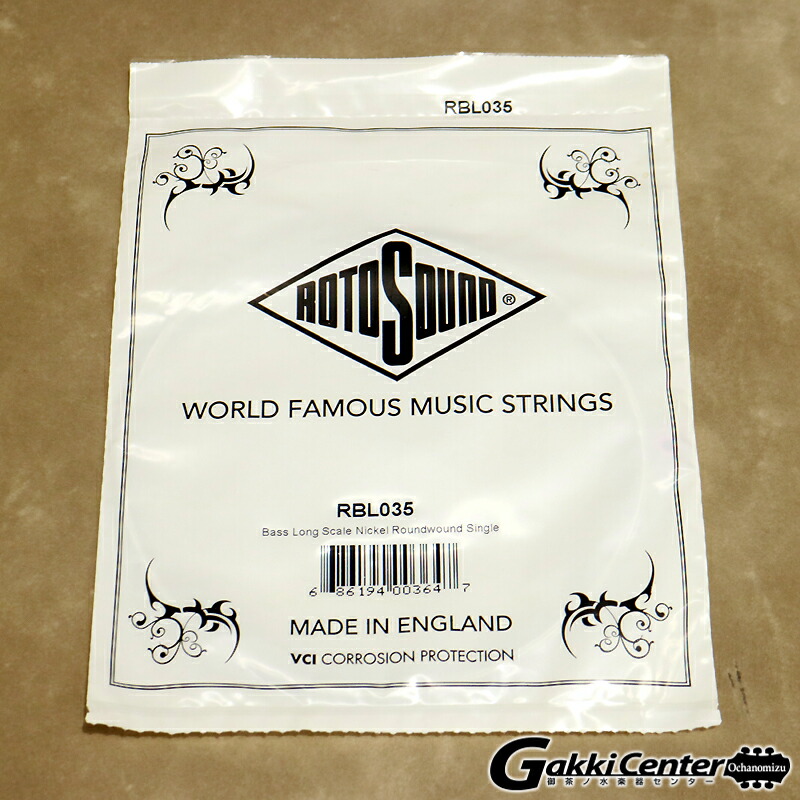 RBL035
ROTOSOUND®
WORLD FAMOUS MUSIC STRINGS
RBL035
Bass Long Scale Nickel Roundwound Single
6 86194 00364 7
MADE IN ENGLAND
VCI CORROSION PROTECTION
GakkiCenter Ochanomizu
御茶ノ水楽器センター